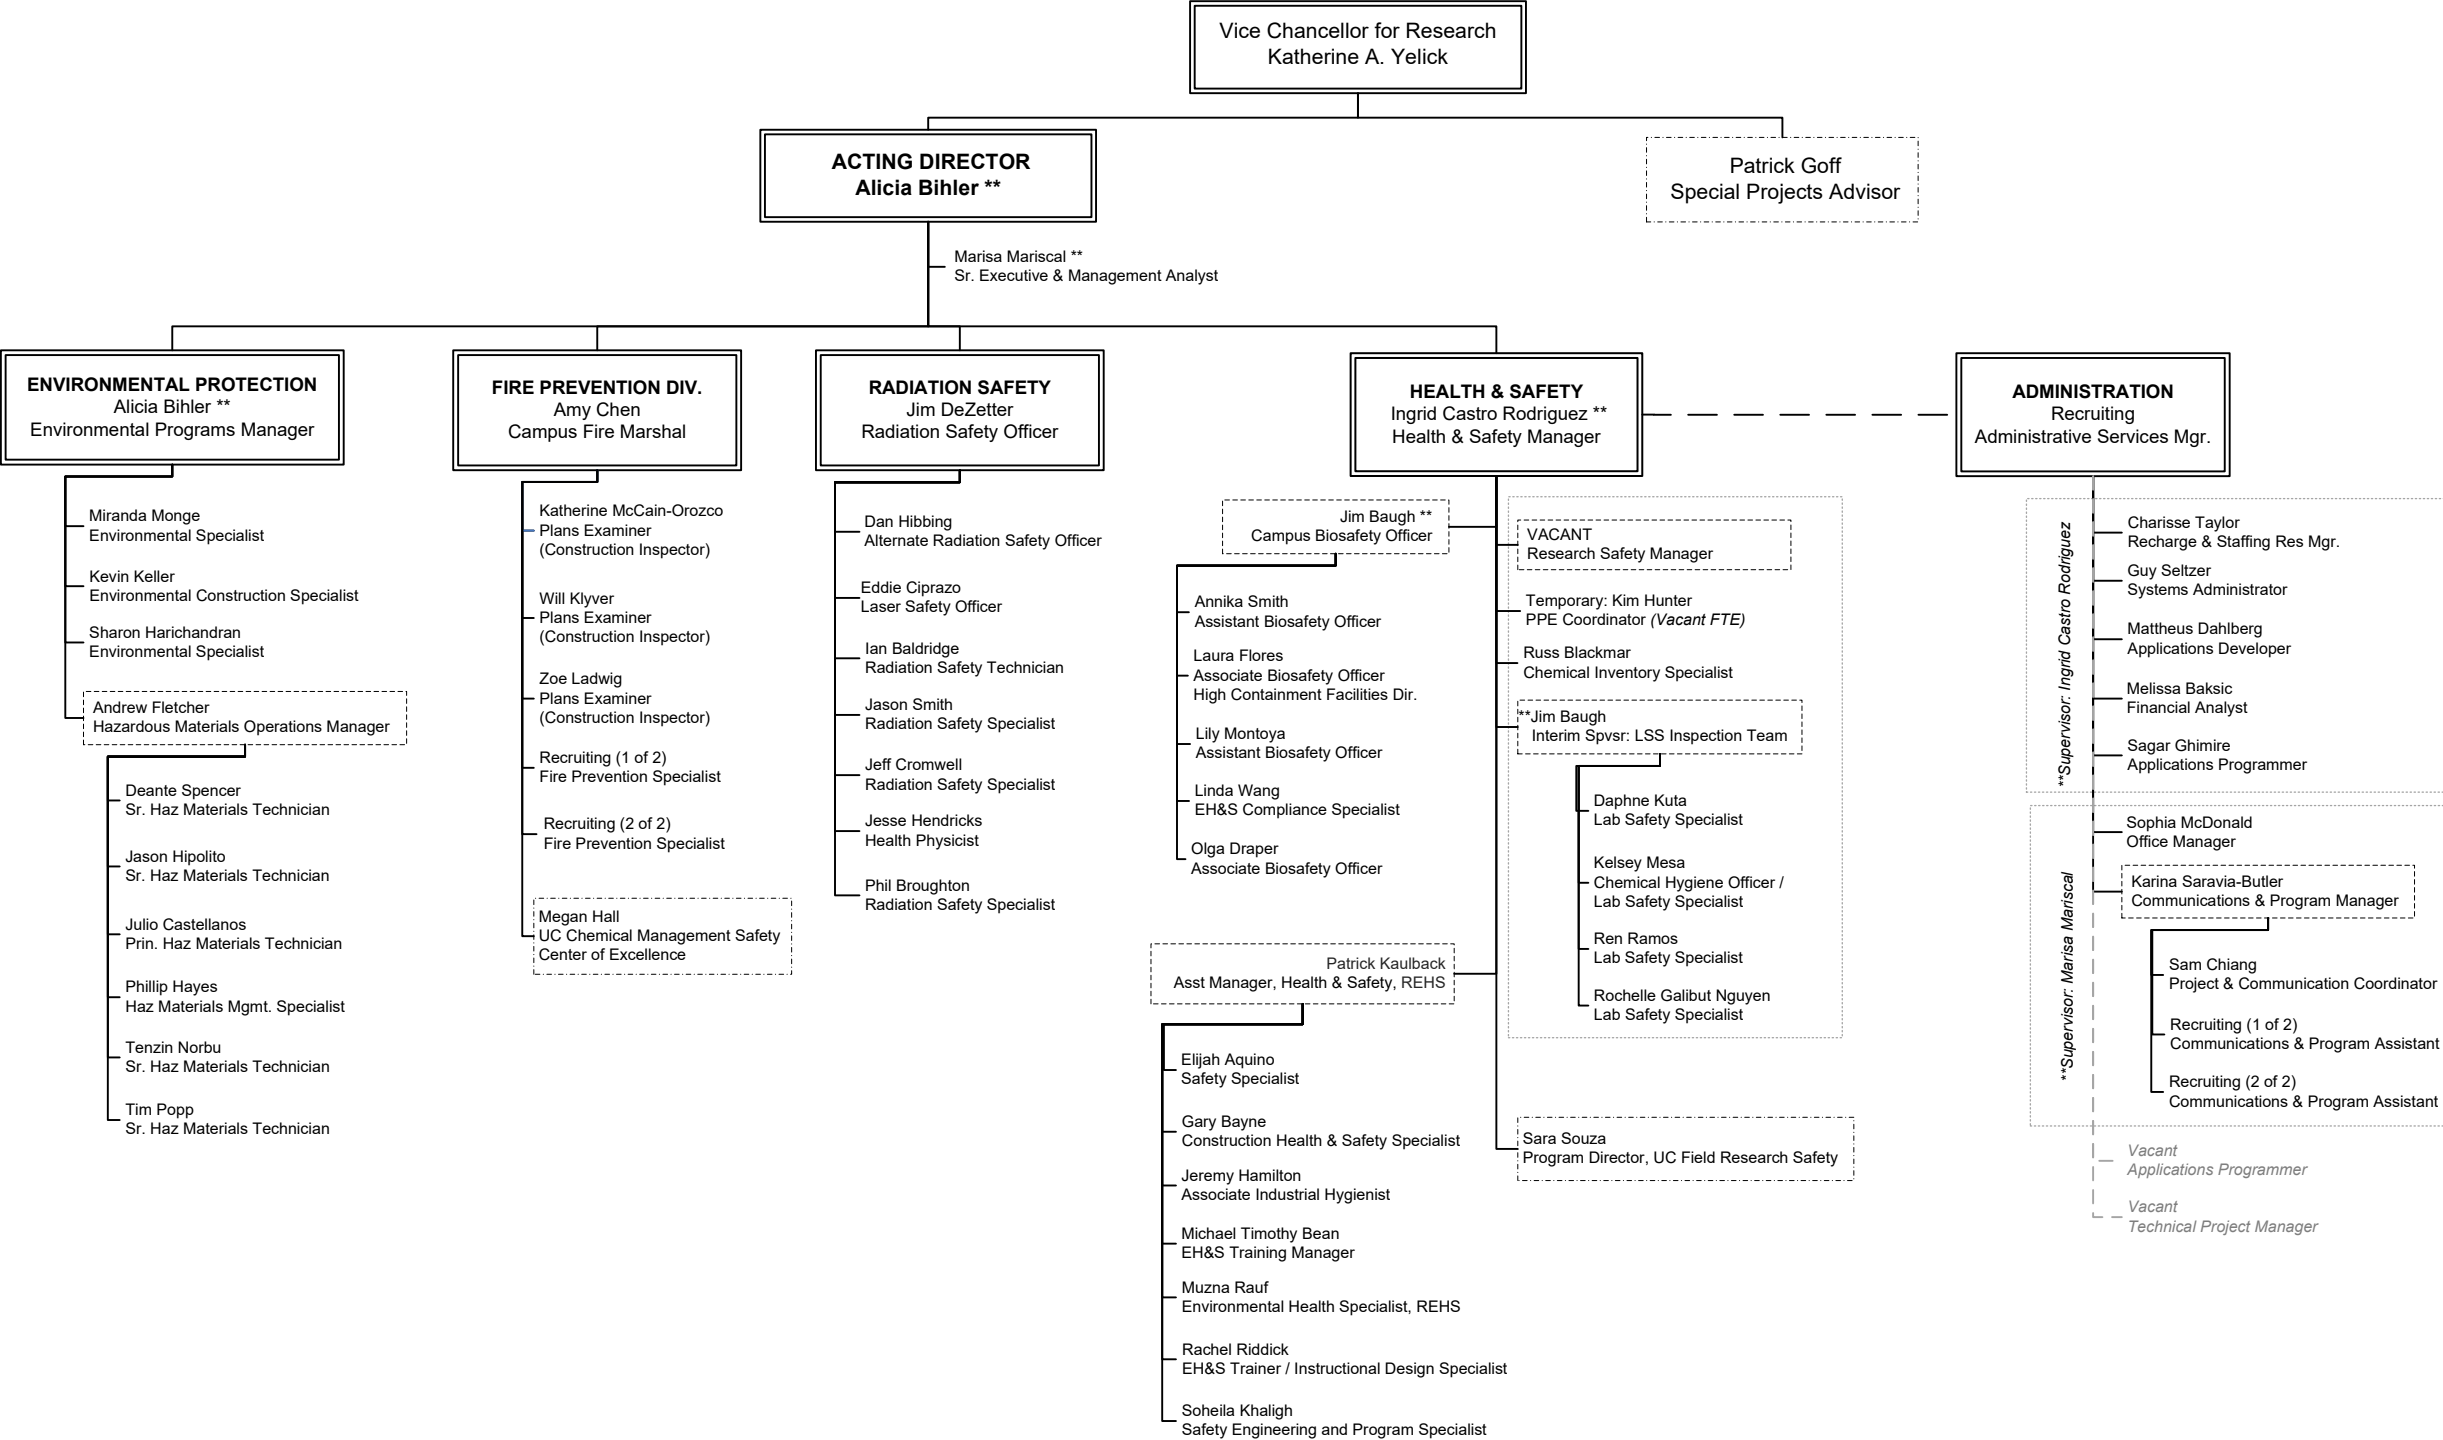 Vice Chancellor for Research
Katherine A. Yelick
ACTING DIRECTOR
Alicia Bihler **
Patrick Goff
Special Projects Advisor
Marisa Mariscal **
Sr. Executive & Management Analyst
ENVIRONMENTAL PROTECTION
Alicia Bihler **
Environmental Programs Manager
Miranda Monge
Environmental Specialist
Kevin Keller
Environmental Construction Specialist
Sharon Harichandran
Environmental Specialist
Andrew Fletcher
Hazardous Materials Operations Manager
Deante Spencer
Sr. Haz Materials Technician
Jason Hipolito
Sr. Haz Materials Technician
Julio Castellanos
Prin. Haz Materials Technician
Phillip Hayes
Haz Materials Mgmt. Specialist
Tenzin Norbu
Sr. Haz Materials Technician
Tim Popp
Sr. Haz Materials Technician
FIRE PREVENTION DIV.
Amy Chen
Campus Fire Marshal
Katherine McCain-Orozco
Plans Examiner
(Construction Inspector)
Will Klyver
Plans Examiner
(Construction Inspector)
Zoe Ladwig
Plans Examiner
(Construction Inspector)
Recruiting (1 of 2)
Fire Prevention Specialist
Recruiting (2 of 2)
Fire Prevention Specialist
Megan Hall
UC Chemical Management Safety
Center of Excellence
RADIATION SAFETY
Jim DeZetter
Radiation Safety Officer
Dan Hibbing
Alternate Radiation Safety Officer
Eddie Ciprazo
Laser Safety Officer
Ian Baldridge
Radiation Safety Technician
Jason Smith
Radiation Safety Specialist
Jeff Cromwell
Radiation Safety Specialist
Jesse Hendricks
Health Physicist
Phil Broughton
Radiation Safety Specialist
HEALTH & SAFETY
Ingrid Castro Rodriguez **
Health & Safety Manager
Jim Baugh **
Campus Biosafety Officer
Annika Smith
Assistant Biosafety Officer
Laura Flores
Associate Biosafety Officer
High Containment Facilities Dir.
Lily Montoya
Assistant Biosafety Officer
Linda Wang
EH&S Compliance Specialist
Olga Draper
Associate Biosafety Officer
Patrick Kaulback
Asst Manager, Health & Safety, REHS
Elijah Aquino
Safety Specialist
Gary Bayne
Construction Health & Safety Specialist
Jeremy Hamilton
Associate Industrial Hygienist
Michael Timothy Bean
EH&S Training Manager
Muzna Rauf
Environmental Health Specialist, REHS
Rachel Riddick
EH&S Trainer / Instructional Design Specialist
Soheila Khaligh
Safety Engineering and Program Specialist
VACANT
Research Safety Manager
Temporary: Kim Hunter
PPE Coordinator (Vacant FTE)
Russ Blackmar
Chemical Inventory Specialist
**Jim Baugh
Interim Spvsr: LSS Inspection Team
Daphne Kuta
Lab Safety Specialist
Kelsey Mesa
Chemical Hygiene Officer /
Lab Safety Specialist
Ren Ramos
Lab Safety Specialist
Rochelle Galibut Nguyen
Lab Safety Specialist
Sara Souza
Program Director, UC Field Research Safety
ADMINISTRATION
Recruiting
Administrative Services Mgr.
**Supervisor: Ingrid Castro Rodriguez
Charisse Taylor
Recharge & Staffing Res Mgr.
Guy Seltzer
Systems Administrator
Mattheus Dahlberg
Applications Developer
Melissa Baksic
Financial Analyst
Sagar Ghimire
Applications Programmer
**Supervisor: Marisa Mariscal
Sophia McDonald
Office Manager
Karina Saravia-Butler
Communications & Program Manager
Sam Chiang
Project & Communication Coordinator
Recruiting (1 of 2)
Communications & Program Assistant
Recruiting (2 of 2)
Communications & Program Assistant
Vacant
Applications Programmer
Vacant
Technical Project Manager